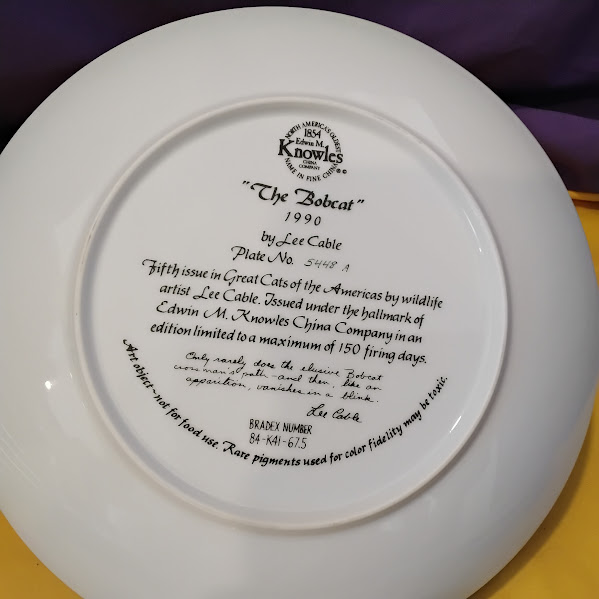 NORTH AMERICA'S OLDEST
1854
Edwin M.
Knowles
CHINA
COMPANY
NAME IN FINE CHINA
®©
"The Bobcat"
1990
by Lee Cable
Plate No. 5448 A
Fifth issue in Great Cats of the Americas by wildlife
artist Lee Cable. Issued under the hallmark of
Edwin M. Knowles China Company in an
edition limited to a maximum of 150 firing days.
Only rarely does the elusive Bobcat
cross man's path - and then, like an
apparition, vanishes in a blink.
Lee Cable
BRADEX NUMBER
84-K41-67.5
Art object~not for food use. Rare pigments used for color fidelity may be toxic.